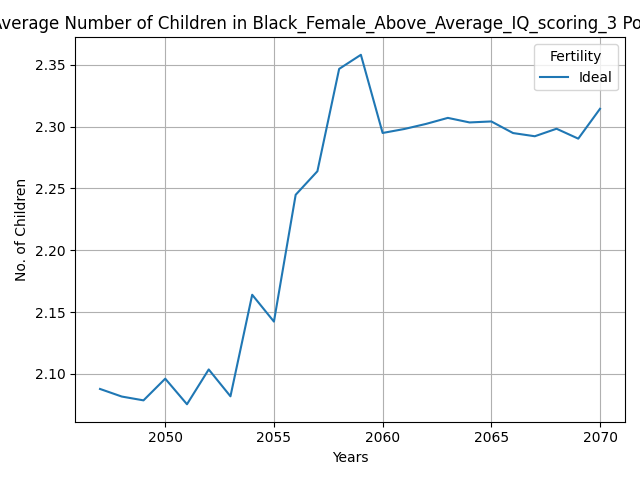 Average Number of Children in Black_Female_Above_Average_IQ_scoring_3 Po
Fertility
Ideal
2.35
2.30
2.25
2.20
2.15
2.10
No. of Children
2050 2055 2060 2065 2070
Years